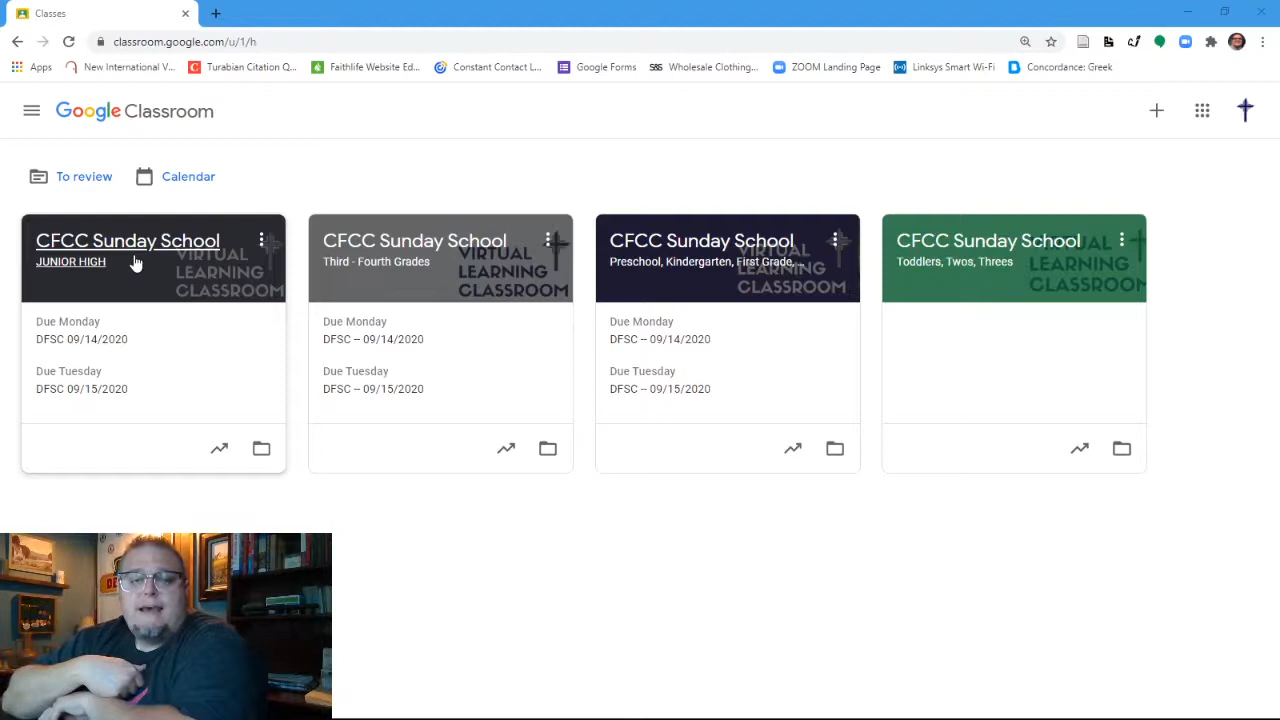 Classes
classroom.google.com/u/1/h
Apps New International V... Turabian Citation Q... Faithlife Website Ed... Constant Contact L... Google Forms S&S Wholesale Clothing... ZOOM Landing Page Linksys Smart Wi-Fi Concordance: Greek
Google Classroom
To review Calendar
CFCC Sunday School
JUNIOR HIGH
VIRTUAL
LEARNING
CLASSROOM
Due Monday
DFSC 09/14/2020
Due Tuesday
DFSC 09/15/2020
CFCC Sunday School
Third - Fourth Grades
VIRTUAL
LEARNING
CLASSROOM
Due Monday
DFSC -- 09/14/2020
Due Tuesday
DFSC -- 09/15/2020
CFCC Sunday School
Preschool, Kindergarten, First Grade,...
VIRTUAL
LEARNING
CLASSROOM
Due Monday
DFSC -- 09/14/2020
Due Tuesday
DFSC -- 09/15/2020
CFCC Sunday School
Toddlers, Twos, Threes
VIRTUAL
LEARNING
CLASSROOM